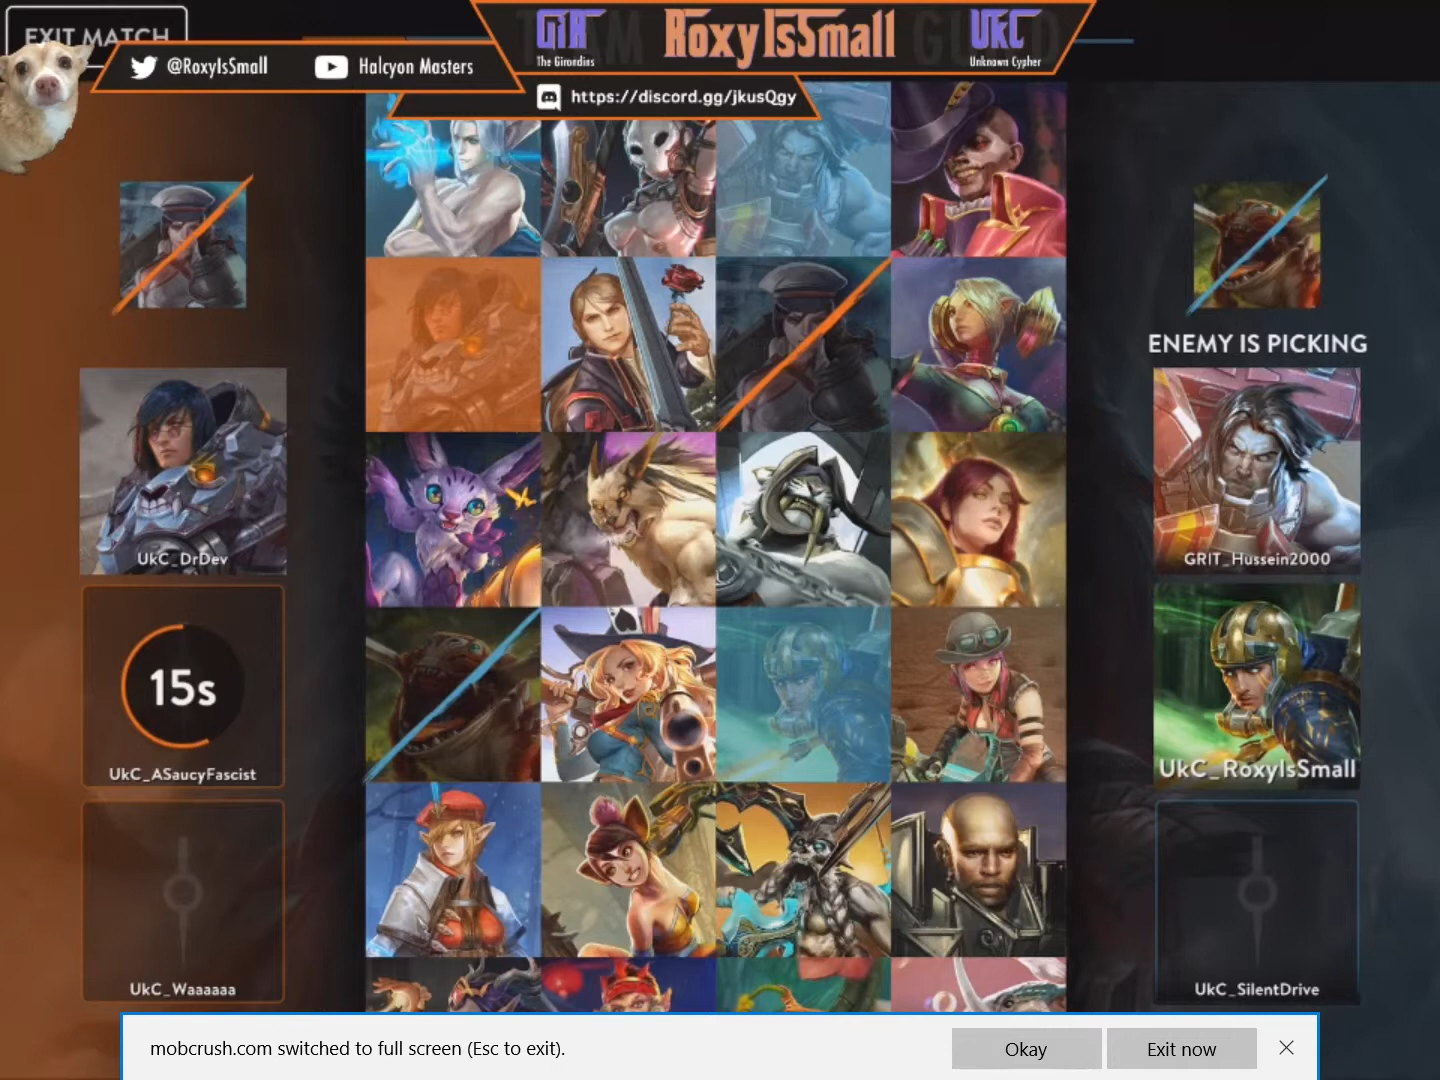 EXIT MATCH
GIR
The Girondins
RoxyIsSmall
UkC
Unknown Cypher
@RoxyIsSmall
Halcyon Masters
https://discord.gg/jkusQgy
ENEMY IS PICKING
UkC_DrDev
GRIT_Hussein2000
15s
UkC_ASaucyFascist
UkC_RoxyIsSmall
UkC_Waaaaaa
UkC_SilentDrive
mobcrush.com switched to full screen (Esc to exit).
Okay
Exit now